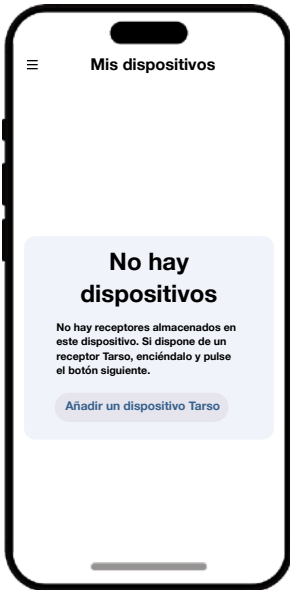 Mis dispositivos
No hay
dispositivos
No hay receptores almacenados en
este dispositivo. Si dispone de un
receptor Tarso, enciéndalo y pulse
el botón siguiente.
Añadir un dispositivo Tarso